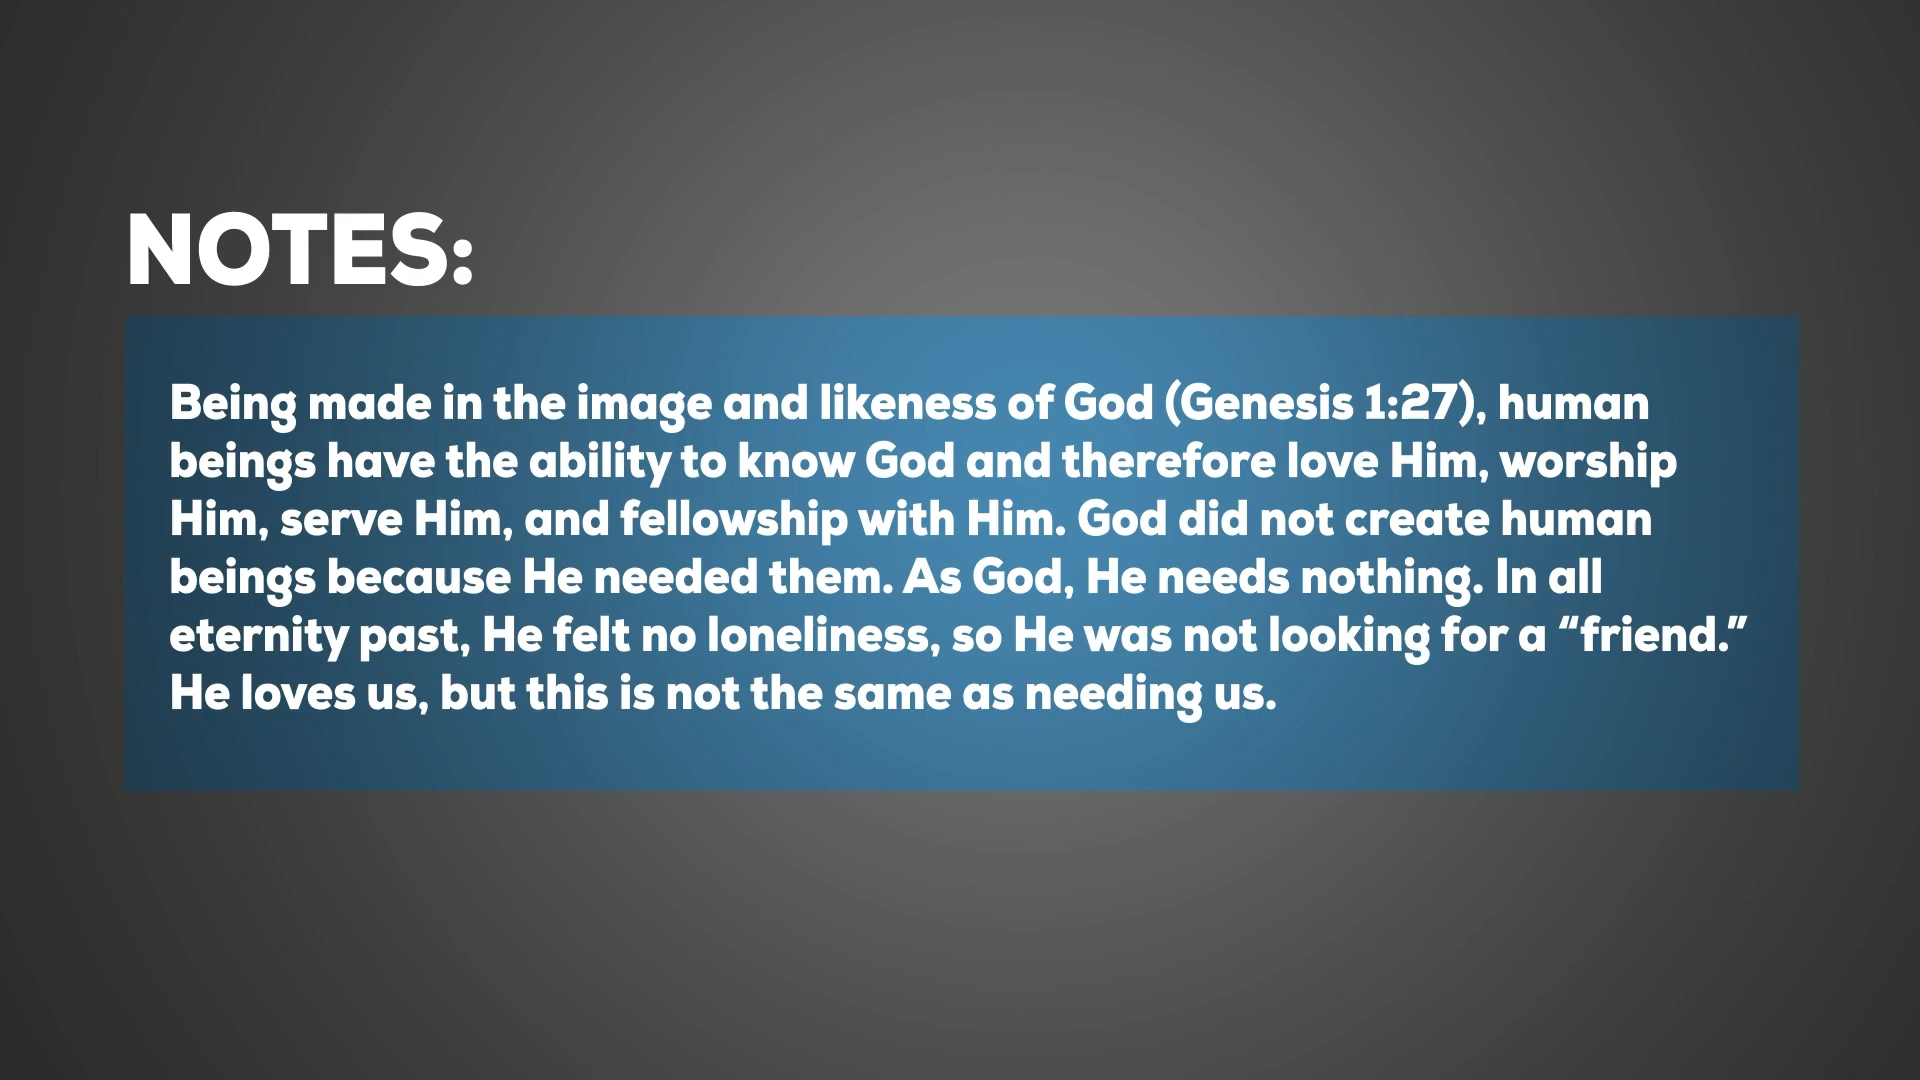 NOTES:
Being made in the image and likeness of God (Genesis 1:27), human
beings have the ability to know God and therefore love Him, worship
Him, serve Him, and fellowship with Him. God did not create human
beings because He needed them. As God, He needs nothing. In all
eternity past, He felt no loneliness, so He was not looking for a “friend.”
He loves us, but this is not the same as needing us.